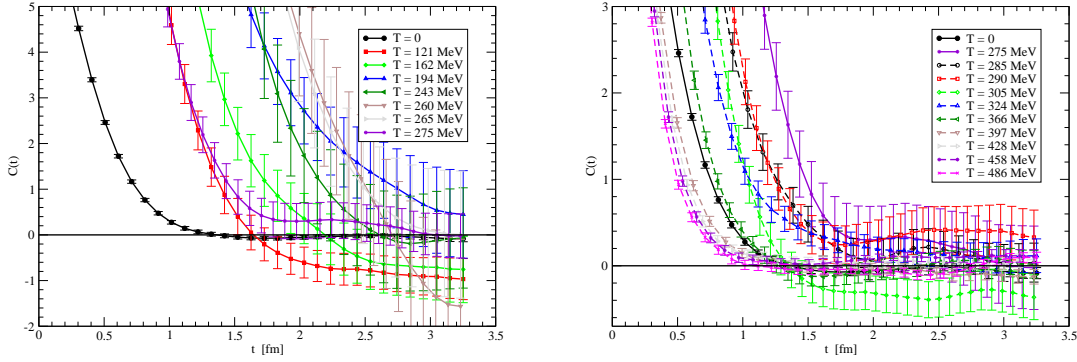 5
4
3
2
1
0
-1
-2
C(t)
0
0.5
1
1.5
2
2.5
3
3.5
t [fm]
T = 0
T = 121 MeV
T = 162 MeV
T = 194 MeV
T = 243 MeV
T = 260 MeV
T = 265 MeV
T = 275 MeV
3
2
1
0
C(t)
0
0.5
1
1.5
2
2.5
3
3.5
t [fm]
T = 0
T = 275 MeV
T = 285 MeV
T = 290 MeV
T = 305 MeV
T = 324 MeV
T = 366 MeV
T = 397 MeV
T = 428 MeV
T = 458 MeV
T = 486 MeV